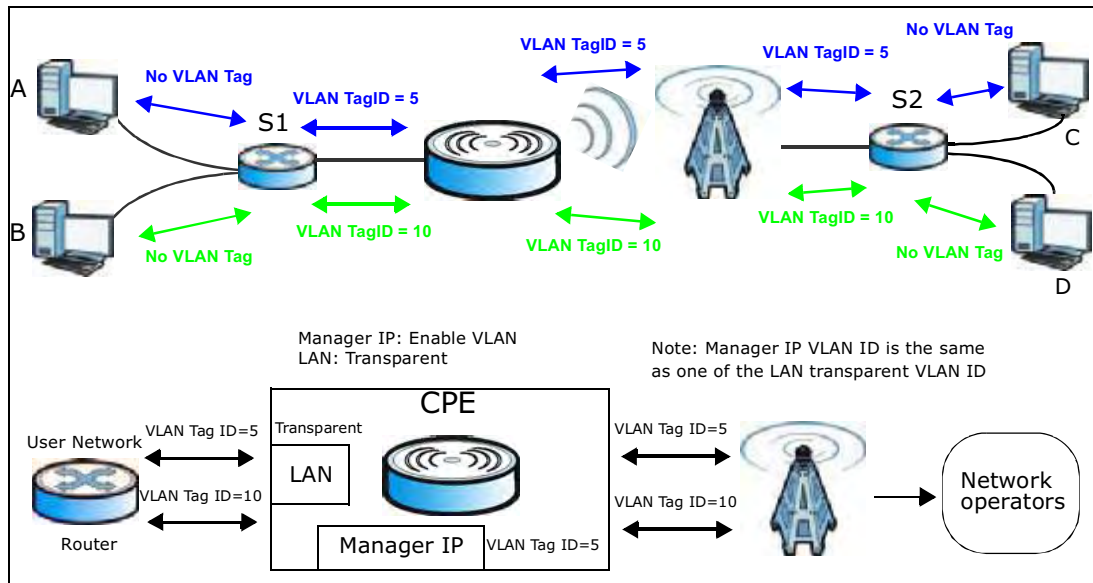 VLAN TagID = 5
No VLAN Tag
VLAN TagID = 5
A
No VLAN Tag
VLAN TagID = 5
S1
S2
C
B
No VLAN Tag
VLAN TagID = 10
VLAN TagID = 10
VLAN TagID = 10
No VLAN Tag
D
Manager IP: Enable VLAN
LAN: Transparent
Note: Manager IP VLAN ID is the same
as one of the LAN transparent VLAN ID
CPE
User Network
VLAN Tag ID=5
Transparent
LAN
VLAN Tag ID=5
VLAN Tag ID=10
VLAN Tag ID=10
Network
operators
Router
Manager IP
VLAN Tag ID=5